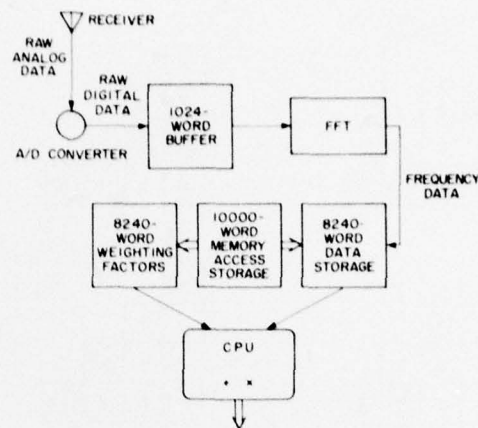 RECEIVER
RAW
ANALOG
DATA
RAW
DIGITAL
DATA
A/D CONVERTER
1024-
WORD
BUFFER
FFT
FREQUENCY
DATA
8240-
WORD
WEIGHTING
FACTORS
10000-
WORD
MEMORY
ACCESS
STORAGE
8240-
WORD
DATA
STORAGE
CPU
+ x